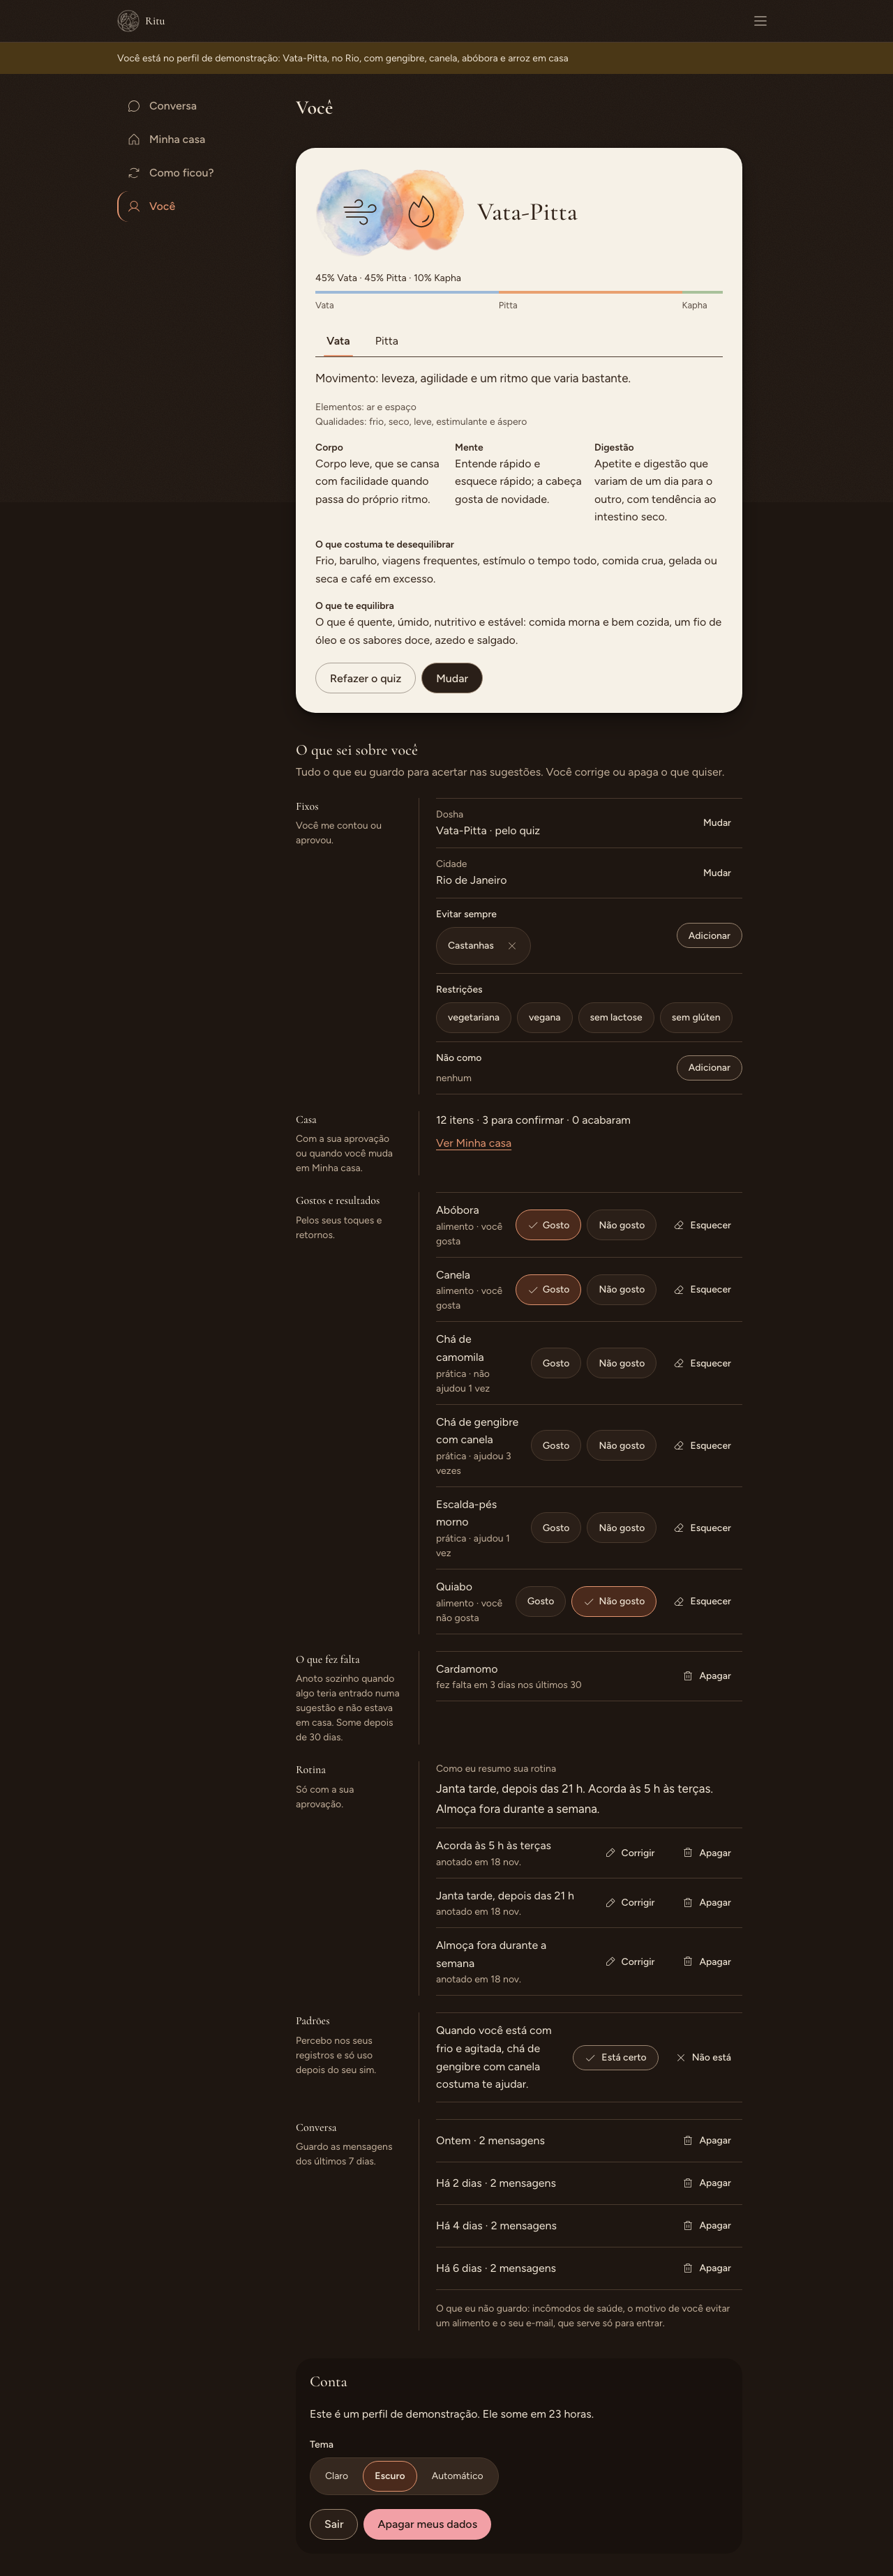 Ritu
Você está no perfil de demonstração: Vata-Pitta, no Rio, com gengibre, canela, abóbora e arroz em casa
Conversa
Minha casa
Como ficou?
Você
Você
Vata-Pitta
45% Vata · 45% Pitta · 10% Kapha
Vata
Pitta
Kapha
Vata
Pitta
Movimento: leveza, agilidade e um ritmo que varia bastante.
Elementos: ar e espaço
Qualidades: frio, seco, leve, estimulante e áspero
Corpo
Corpo leve, que se cansa
com facilidade quando
passa do próprio ritmo.
Mente
Entende rápido e
esquece rápido; a cabeça
gosta de novidade.
Digestão
Apetite e digestão que
variam de um dia para o
outro, com tendência ao
intestino seco.
O que costuma te desequilibrar
Frio, barulho, viagens frequentes, estímulo o tempo todo, comida crua, gelada ou
seca e café em excesso.
O que te equilibra
O que é quente, úmido, nutritivo e estável: comida morna e bem cozida, um fio de
óleo e os sabores doce, azedo e salgado.
Refazer o quiz
Mudar
O que sei sobre você
Tudo o que eu guardo para acertar nas sugestões. Você corrige ou apaga o que quiser.
Fixos
Você me contou ou
aprovou.
Dosha
Vata-Pitta · pelo quiz
Mudar
Cidade
Rio de Janeiro
Mudar
Evitar sempre
Castanhas
Adicionar
Restrições
vegetariana
vegana
sem lactose
sem glúten
Não como
nenhum
Adicionar
Casa
Com a sua aprovação
ou quando você muda
em Minha casa.
12 itens · 3 para confirmar · 0 acabaram
Ver Minha casa
Gostos e resultados
Pelos seus toques e
retornos.
Abóbora
alimento · você
gosta
Gosto
Não gosto
Esquecer
Canela
alimento · você
gosta
Gosto
Não gosto
Esquecer
Chá de
camomila
prática · não
ajudou 1 vez
Gosto
Não gosto
Esquecer
Chá de gengibre
com canela
prática · ajudou 3
vezes
Gosto
Não gosto
Esquecer
Escalda-pés
morno
prática · ajudou 1
vez
Gosto
Não gosto
Esquecer
Quiabo
alimento · você
não gosta
Gosto
Não gosto
Esquecer
O que fez falta
Anoto sozinho quando
algo teria entrado numa
sugestão e não estava
em casa. Some depois
de 30 dias.
Cardamomo
fez falta em 3 dias nos últimos 30
Apagar
Rotina
Só com a sua
aprovação.
Como eu resumo sua rotina
Janta tarde, depois das 21 h. Acorda às 5 h às terças.
Almoça fora durante a semana.
Acorda às 5 h às terças
anotado em 18 nov.
Corrigir
Apagar
Janta tarde, depois das 21 h
anotado em 18 nov.
Corrigir
Apagar
Almoça fora durante a
semana
anotado em 18 nov.
Corrigir
Apagar
Padrões
Percebo nos seus
registros e só uso
depois do seu sim.
Quando você está com
frio e agitada, chá de
gengibre com canela
costuma te ajudar.
Está certo
Não está
Conversa
Guardo as mensagens
dos últimos 7 dias.
Ontem · 2 mensagens
Apagar
Há 2 dias · 2 mensagens
Apagar
Há 4 dias · 2 mensagens
Apagar
Há 6 dias · 2 mensagens
Apagar
O que eu não guardo: incômodos de saúde, o motivo de você evitar
um alimento e o seu e-mail, que serve só para entrar.
Conta
Este é um perfil de demonstração. Ele some em 23 horas.
Tema
Claro
Escuro
Automático
Sair
Apagar meus dados